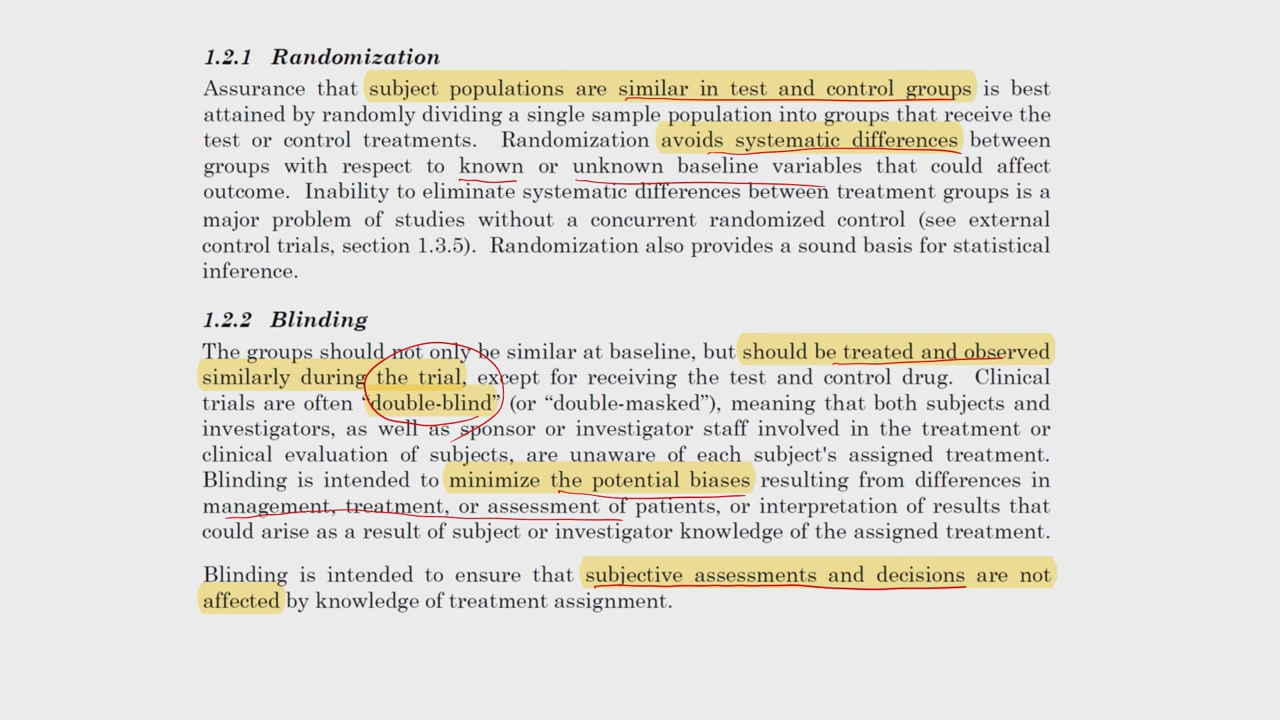 1.2.1 Randomization
Assurance that subject populations are similar in test and control groups is best
attained by randomly dividing a single sample population into groups that receive the
test or control treatments. Randomization avoids systematic differences between
groups with respect to known or unknown baseline variables that could affect
outcome. Inability to eliminate systematic differences between treatment groups is a
major problem of studies without a concurrent randomized control (see external
control trials, section 1.3.5). Randomization also provides a sound basis for statistical
inference.
1.2.2 Blinding
The groups should not only be similar at baseline, but should be treated and observed
similarly during the trial, except for receiving the test and control drug. Clinical
trials are often “double-blind” (or “double-masked”), meaning that both subjects and
investigators, as well as sponsor or investigator staff involved in the treatment or
clinical evaluation of subjects, are unaware of each subject's assigned treatment.
Blinding is intended to minimize the potential biases resulting from differences in
management, treatment, or assessment of patients, or interpretation of results that
could arise as a result of subject or investigator knowledge of the assigned treatment.
Blinding is intended to ensure that subjective assessments and decisions are not
affected by knowledge of treatment assignment.